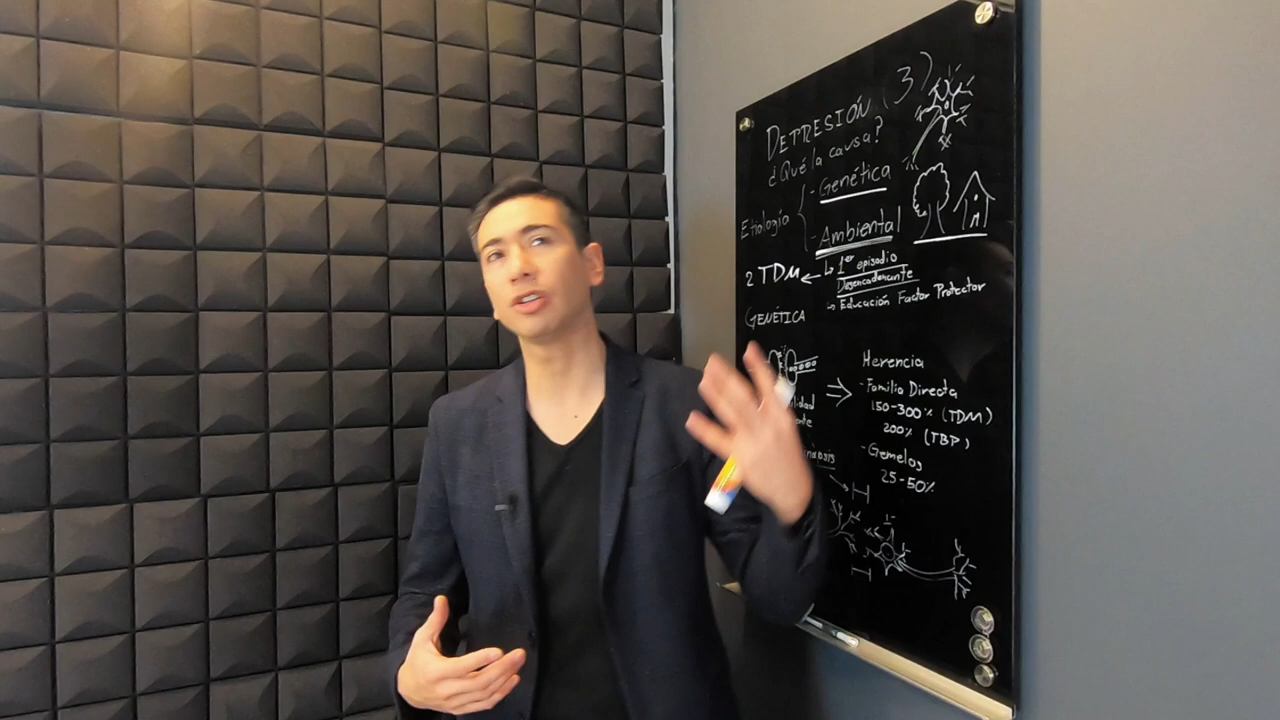 DEPRESIÓN (3)
¿Qué la causa?
Etiología
- Genética
- Ambiental
2 TDM ← ↳ 1er episodio
Desencadenante
↳ Educación Factor Protector
GENÉTICA
⇒
Herencia
- Familia Directa
150-300% (TDM)
200% (TBP)
- Gemelos
25-50%